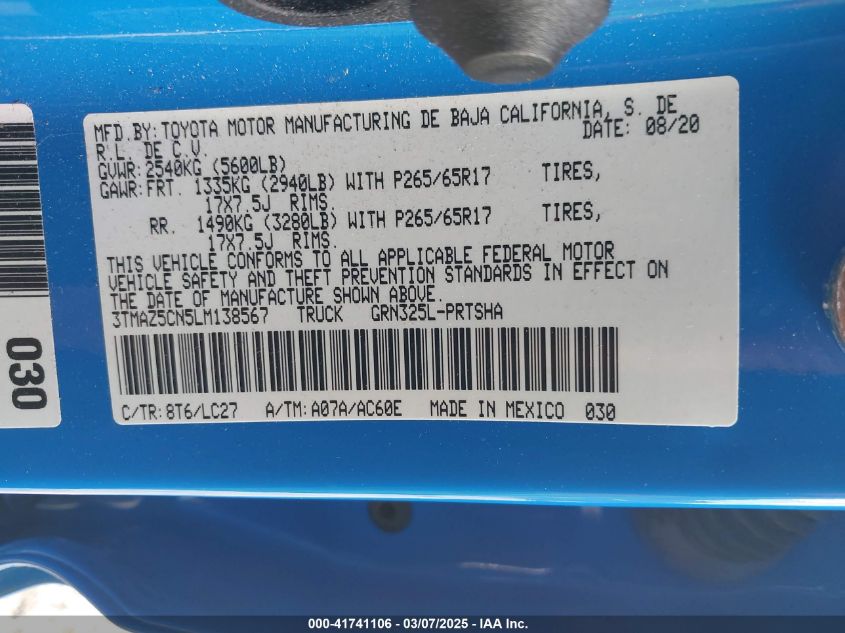 MFD.BY:TOYOTA MOTOR MANUFACTURING DE BAJA CALIFORNIA, S. DE
R.L. DE C.V. DATE: 08/20
GVWR:2540KG (5600LB)
GAWR:FRT. 1335KG (2940LB) WITH P265/65R17 TIRES,
17X7.5J RIMS.
RR. 1490KG (3280LB) WITH P265/65R17 TIRES,
17X7.5J RIMS.
THIS VEHICLE CONFORMS TO ALL APPLICABLE FEDERAL MOTOR
VEHICLE SAFETY AND THEFT PREVENTION STANDARDS IN EFFECT ON
THE DATE OF MANUFACTURE SHOWN ABOVE.
3TMAZ5CN5LM138567 TRUCK GRN325L-PRTSHA
C/TR:8T6/LC27 A/TM:A07A/AC60E MADE IN MEXICO 030
030
000-41741106 — 03/07/2025 — IAA Inc.